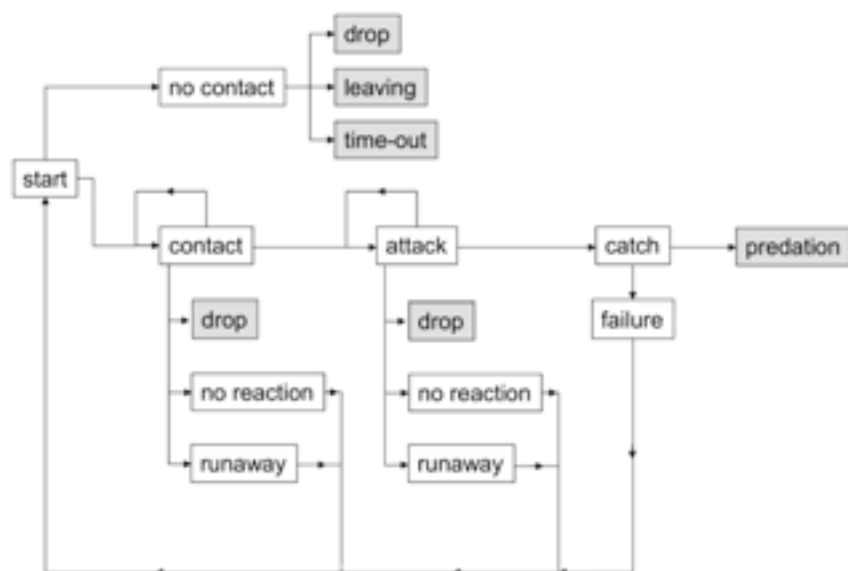 drop
no contact
leaving
time-out
start
contact
attack
catch
predation
drop
drop
failure
no reaction
no reaction
runaway
runaway